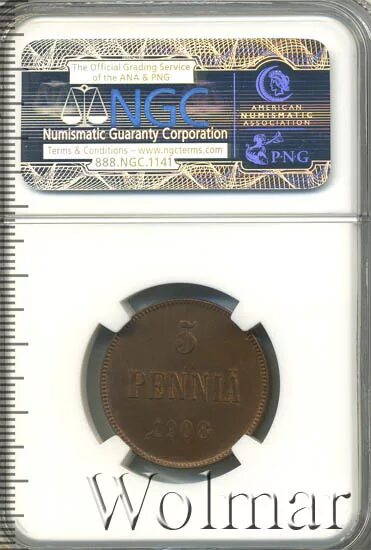 The Official Grading Service
of the ANA & PNG
NGC
Numismatic Guaranty Corporation
Terms & Conditions – www.ngcterms.com
888.NGC.1141
AMERICAN
NUMISMATIC
ASSOCIATION
PNG
5
PENNIÄ
1908
Wolmar